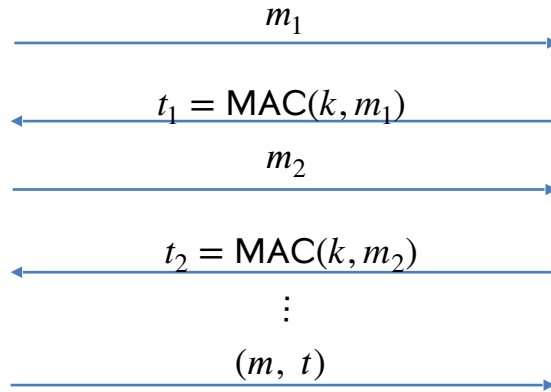 m₁
t₁ = MAC(k, m₁)
m₂
t₂ = MAC(k, m₂)
⋮
(m, t)